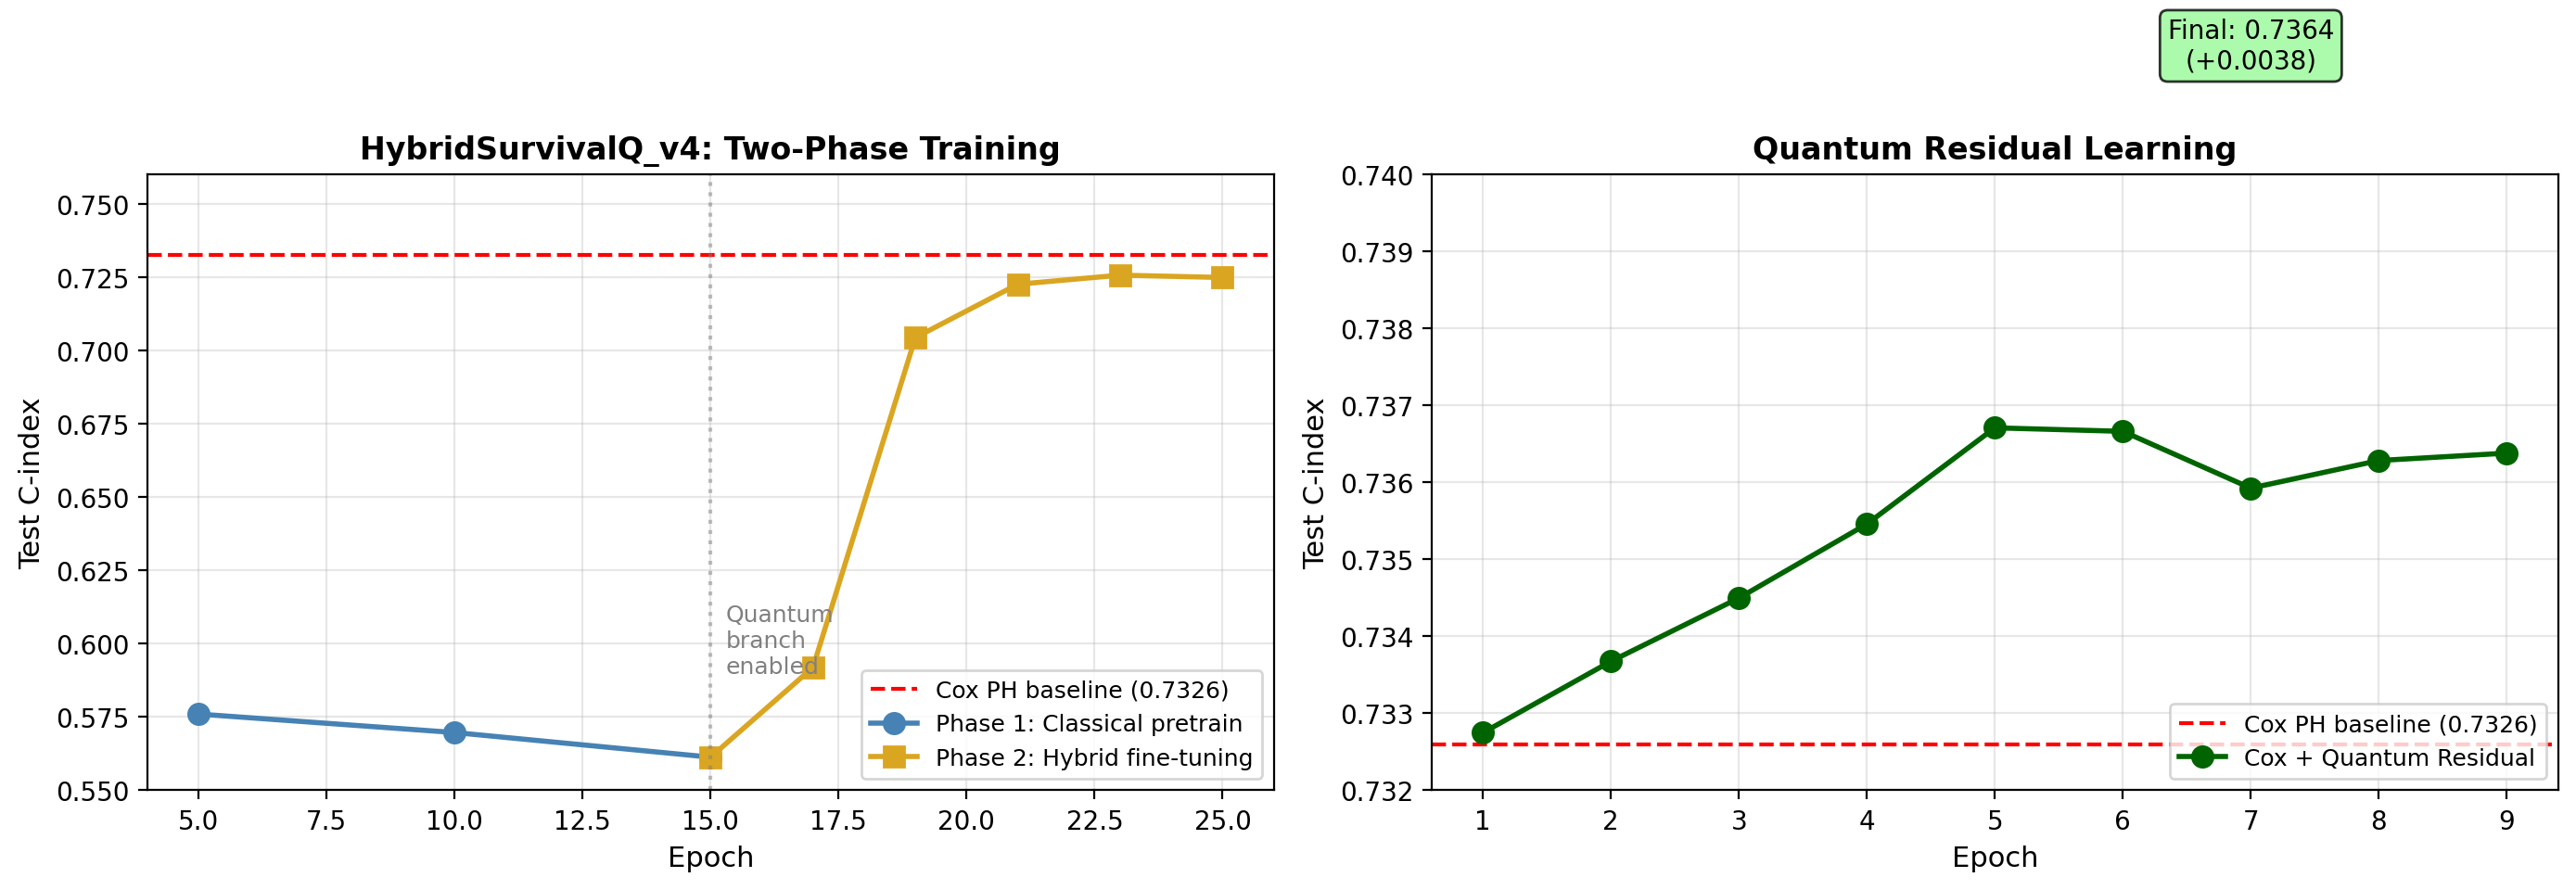 Final: 0.7364
(+0.0038)
HybridSurvivalQ_v4: Two-Phase Training
Test C-index
0.750
0.725
0.700
0.675
0.650
0.625
0.600
0.575
0.550
Quantum
branch
enabled
Cox PH baseline (0.7326)
Phase 1: Classical pretrain
Phase 2: Hybrid fine-tuning
5.0 7.5 10.0 12.5 15.0 17.5 20.0 22.5 25.0
Epoch
Quantum Residual Learning
Test C-index
0.740
0.739
0.738
0.737
0.736
0.735
0.734
0.733
0.732
Cox PH baseline (0.7326)
Cox + Quantum Residual
1 2 3 4 5 6 7 8 9
Epoch